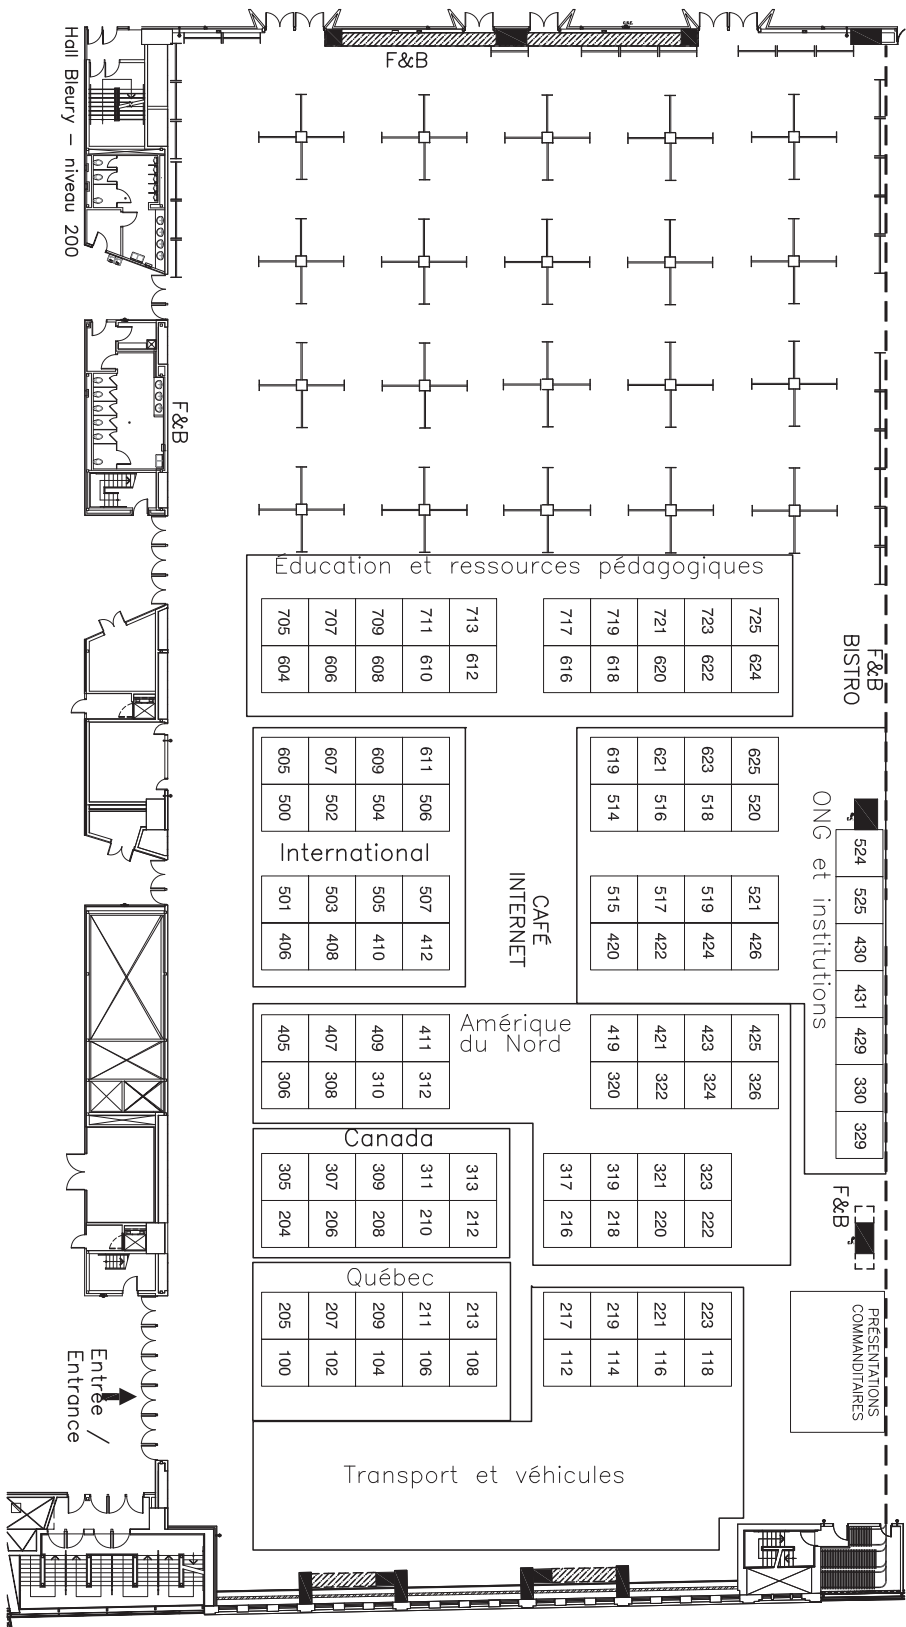 F&B
Hall Bleury – niveau 200
F&B
Éducation et ressources pédagogiques
705 707 709 711 713 717 719 721 723 725
604 606 608 610 612 616 618 620 622 624
F&B
BISTRO
605 607 609 611 619 621 623 625
500 502 504 506 514 516 518 520
International
ONG et institutions
524
525
430
431
429
330
329
CAFÉ
INTERNET
501 503 505 507 515 517 519 521
406 408 410 412 420 422 424 426
Amérique
du Nord
405 407 409 411 419 421 423 425
306 308 310 312 320 322 324 326
Canada
305 307 309 311 313 317 319 321 323
204 206 208 210 212 216 218 220 222
F&B
Québec
205 207 209 211 213 217 219 221 223
100 102 104 106 108 112 114 116 118
PRÉSENTATIONS
COMMANDITAIRES
Entrée /
Entrance
Transport et véhicules